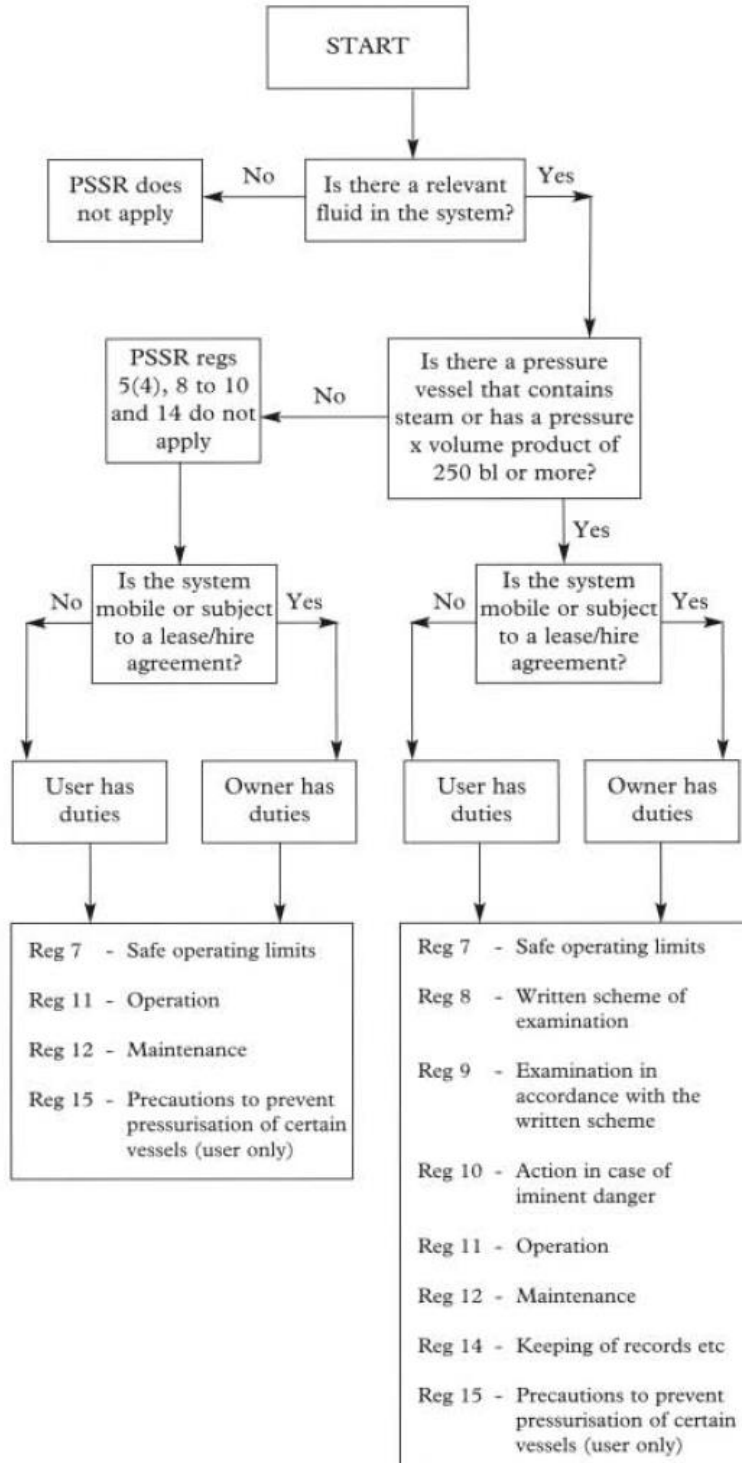 START
No
Yes
PSSR does
not apply
Is there a relevant
fluid in the system?
PSSR regs
5(4), 8 to 10
and 14 do not
apply
No
Is there a pressure
vessel that contains
steam or has a pressure
x volume product of
250 bl or more?
Yes
No
Is the system
mobile or subject
to a lease/hire
agreement?
Yes
No
Is the system
mobile or subject
to a lease/hire
agreement?
Yes
User has
duties
Owner has
duties
User has
duties
Owner has
duties
Reg 7 - Safe operating limits
Reg 11 - Operation
Reg 12 - Maintenance
Reg 15 - Precautions to prevent
pressurisation of certain
vessels (user only)
Reg 7 - Safe operating limits
Reg 8 - Written scheme of
examination
Reg 9 - Examination in
accordance with the
written scheme
Reg 10 - Action in case of
iminent danger
Reg 11 - Operation
Reg 12 - Maintenance
Reg 14 - Keeping of records etc
Reg 15 - Precautions to prevent
pressurisation of certain
vessels (user only)